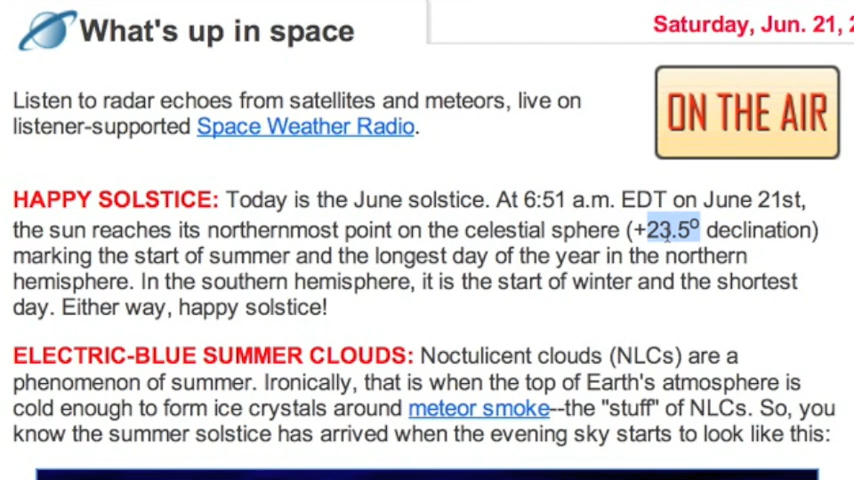 What's up in space
Saturday, Jun. 21,
Listen to radar echoes from satellites and meteors, live on
listener-supported Space Weather Radio.
ON THE AIR
HAPPY SOLSTICE: Today is the June solstice. At 6:51 a.m. EDT on June 21st,
the sun reaches its northernmost point on the celestial sphere (+23.5º declination)
marking the start of summer and the longest day of the year in the northern
hemisphere. In the southern hemisphere, it is the start of winter and the shortest
day. Either way, happy solstice!
ELECTRIC-BLUE SUMMER CLOUDS: Noctulicent clouds (NLCs) are a
phenomenon of summer. Ironically, that is when the top of Earth's atmosphere is
cold enough to form ice crystals around meteor smoke--the "stuff" of NLCs. So, you
know the summer solstice has arrived when the evening sky starts to look like this: